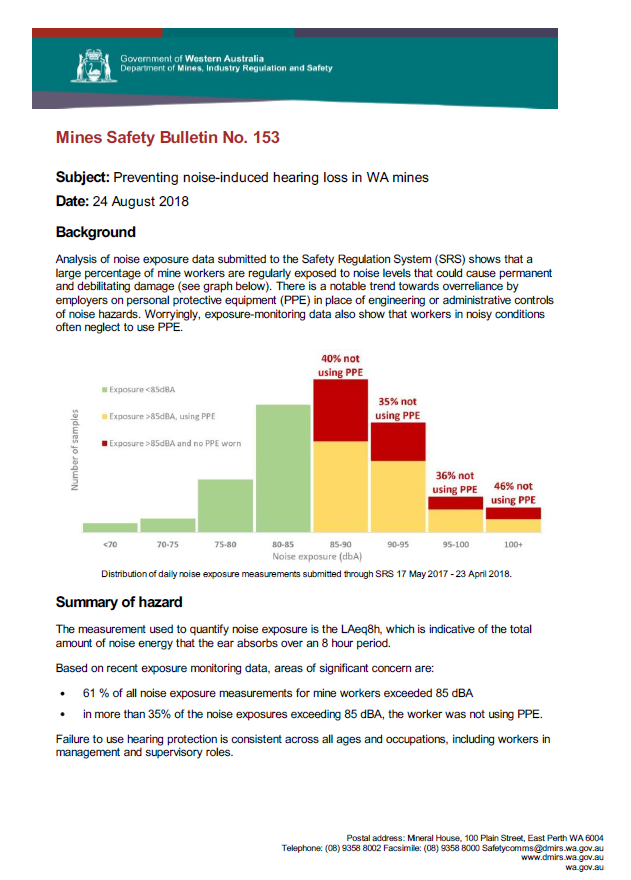 Government of Western Australia
Department of Mines, Industry Regulation and Safety
Mines Safety Bulletin No. 153
Subject: Preventing noise-induced hearing loss in WA mines
Date: 24 August 2018
Background
Analysis of noise exposure data submitted to the Safety Regulation System (SRS) shows that a
large percentage of mine workers are regularly exposed to noise levels that could cause permanent
and debilitating damage (see graph below). There is a notable trend towards overreliance by
employers on personal protective equipment (PPE) in place of engineering or administrative controls
of noise hazards. Worryingly, exposure-monitoring data also show that workers in noisy conditions
often neglect to use PPE.
40% not
using PPE
35% not
using PPE
36% not
using PPE
46% not
using PPE
Exposure <85dBA
Exposure >85dBA, using PPE
Exposure >85dBA and no PPE worn
Number of samples
<70 70-75 75-80 80-85 85-90 90-95 95-100 100+
Noise exposure (dbA)
Distribution of daily noise exposure measurements submitted through SRS 17 May 2017 - 23 April 2018.
Summary of hazard
The measurement used to quantify noise exposure is the LAeq8h, which is indicative of the total
amount of noise energy that the ear absorbs over an 8 hour period.
Based on recent exposure monitoring data, areas of significant concern are:
• 61 % of all noise exposure measurements for mine workers exceeded 85 dBA
• in more than 35% of the noise exposures exceeding 85 dBA, the worker was not using PPE.
Failure to use hearing protection is consistent across all ages and occupations, including workers in
management and supervisory roles.
Postal address: Mineral House, 100 Plain Street, East Perth WA 6004
Telephone: (08) 9358 8002 Facsimile: (08) 9358 8000 Safetycomms@dmirs.wa.gov.au
www.dmirs.wa.gov.au
wa.gov.au